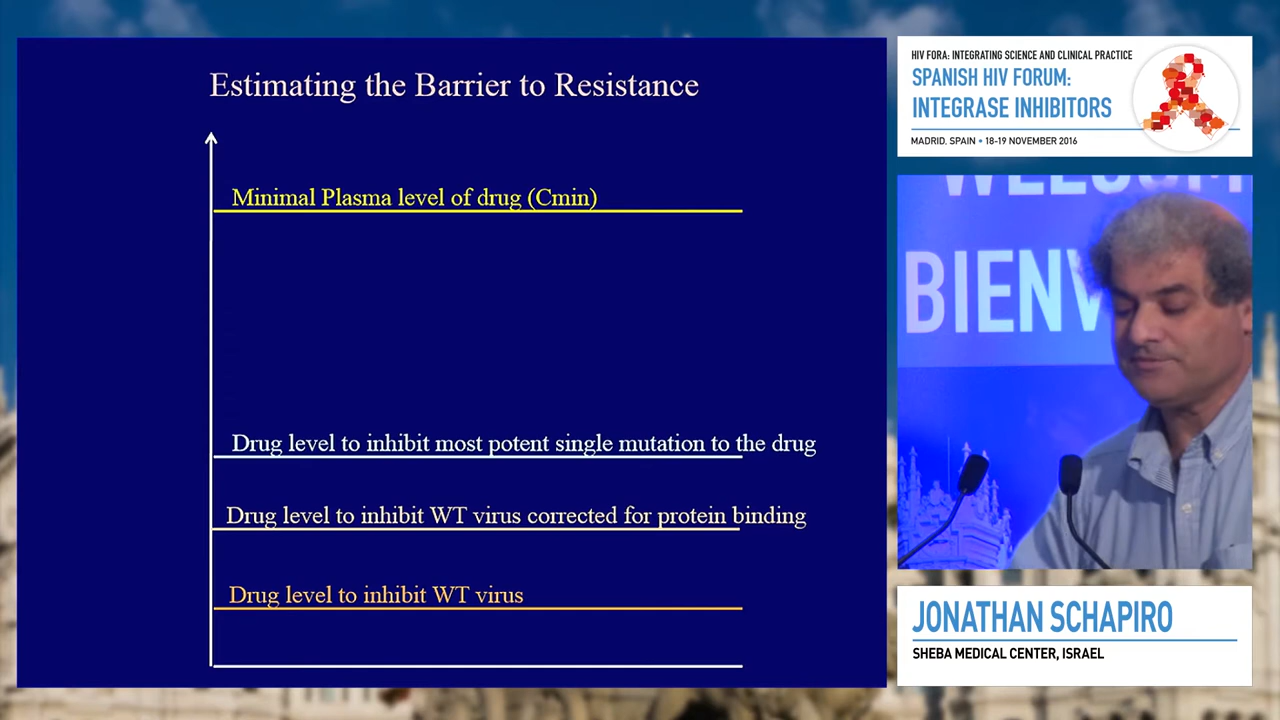 Estimating the Barrier to Resistance
Minimal Plasma level of drug (Cmin)
Drug level to inhibit most potent single mutation to the drug
Drug level to inhibit WT virus corrected for protein binding
Drug level to inhibit WT virus
HIV FORA: INTEGRATING SCIENCE AND CLINICAL PRACTICE
SPANISH HIV FORUM:
INTEGRASE INHIBITORS
MADRID, SPAIN • 18-19 NOVEMBER 2016
JONATHAN SCHAPIRO
SHEBA MEDICAL CENTER, ISRAEL